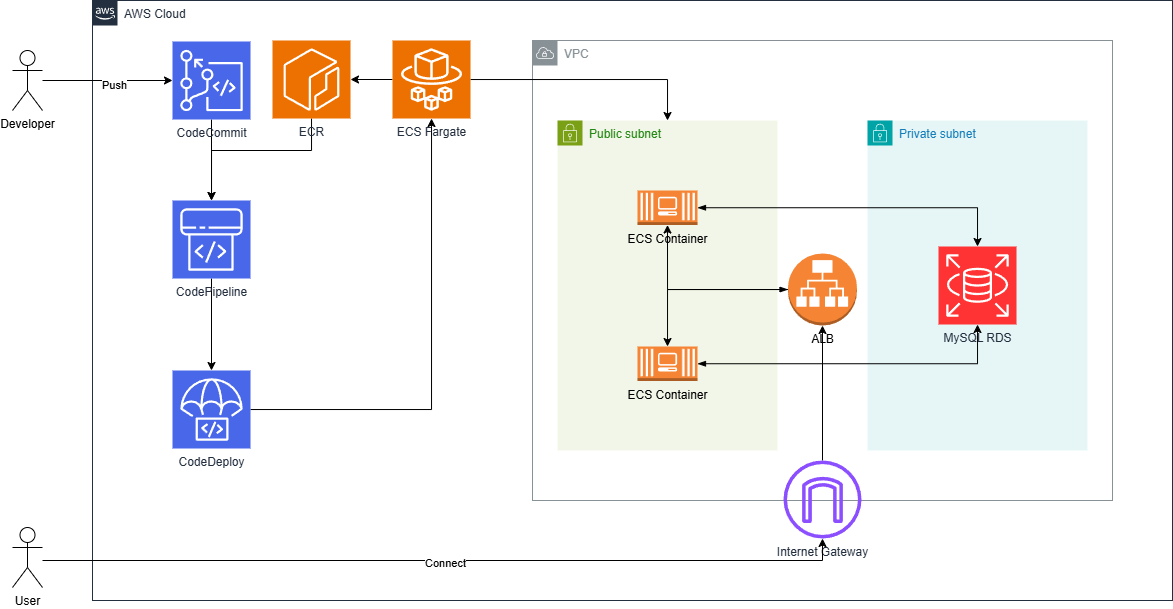 aws
AWS Cloud
VPC
Developer
Push
CodeCommit
ECR
ECS Fargate
Public subnet
Private subnet
ECS Container
CodePipeline
ALB
MySQL RDS
ECS Container
CodeDeploy
Internet Gateway
Connect
User